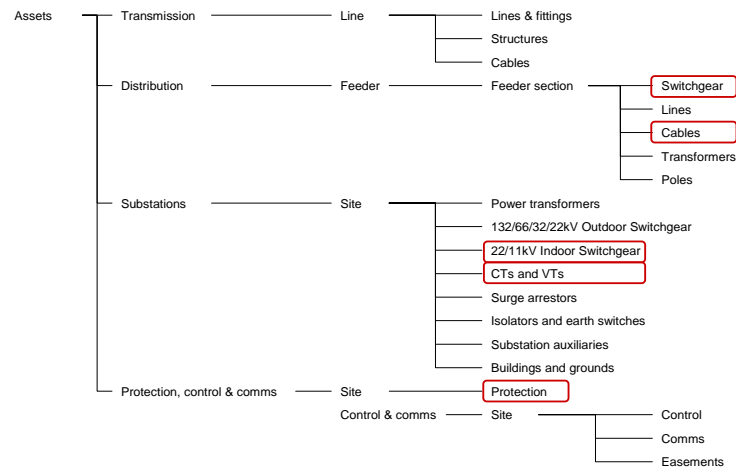 Assets Transmission Line Lines & fittings
Structures
Cables
Distribution Feeder Feeder section Switchgear
Lines
Cables
Transformers
Poles
Substations Site Power transformers
132/66/32/22kV Outdoor Switchgear
22/11kV Indoor Switchgear
CTs and VTs
Surge arrestors
Isolators and earth switches
Substation auxiliaries
Buildings and grounds
Protection, control & comms Site Protection
Control & comms Site Control
Comms
Easements